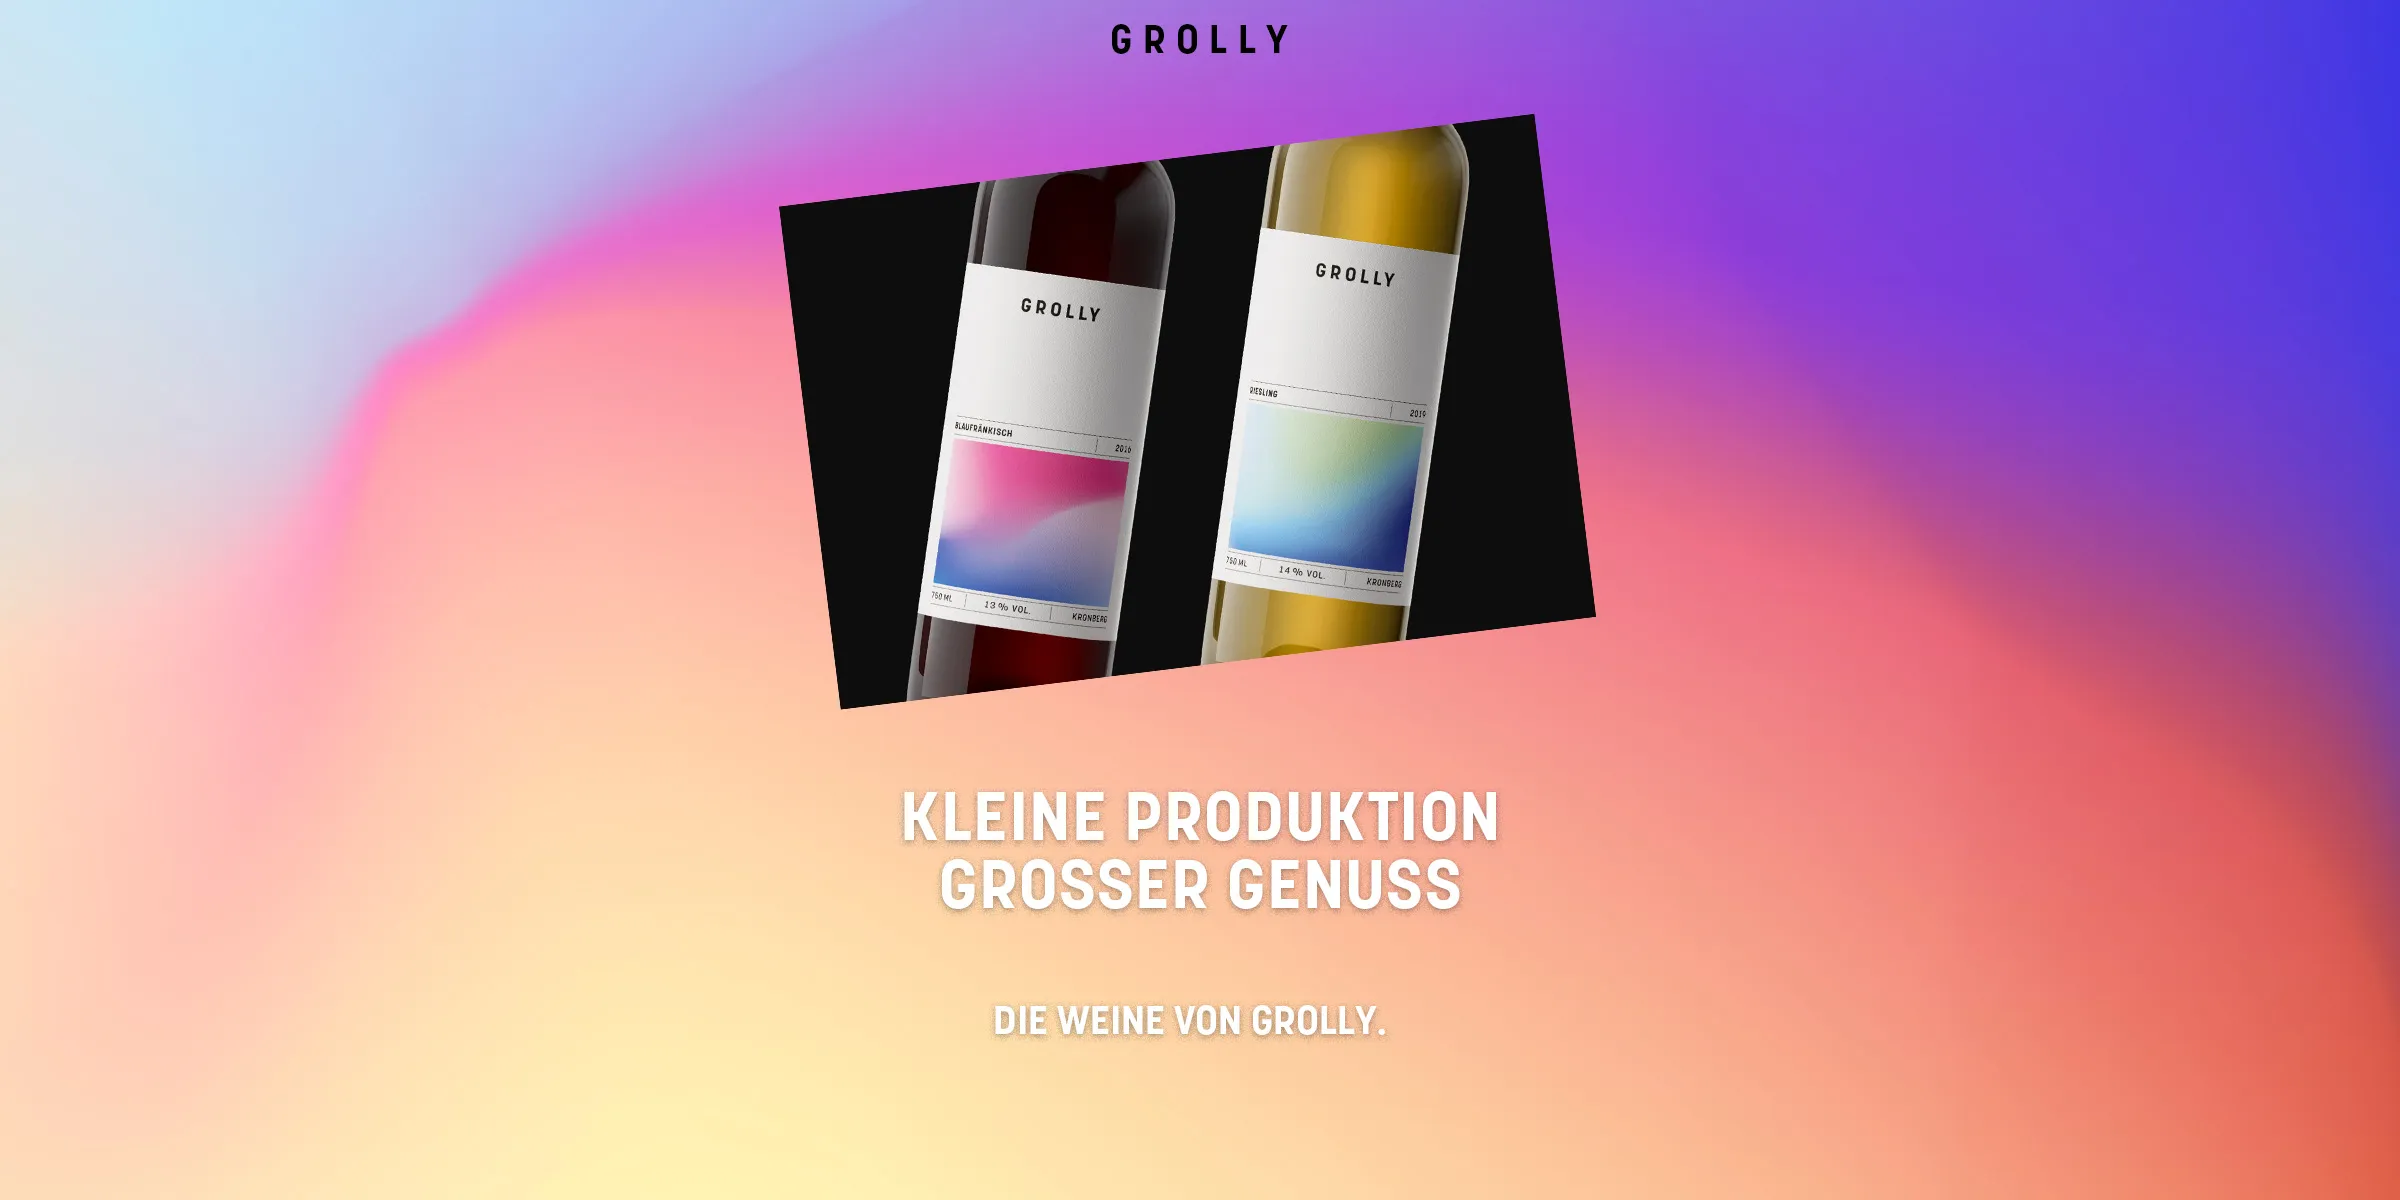 GROLLY
GROLLY
BLAUFRÄNKISCH 2016
750 ML 13 % VOL. KRONBERG
GROLLY
RIESLING 2019
750 ML 14 % VOL. KRONBERG
KLEINE PRODUKTION
GROSSER GENUSS
DIE WEINE VON GROLLY.